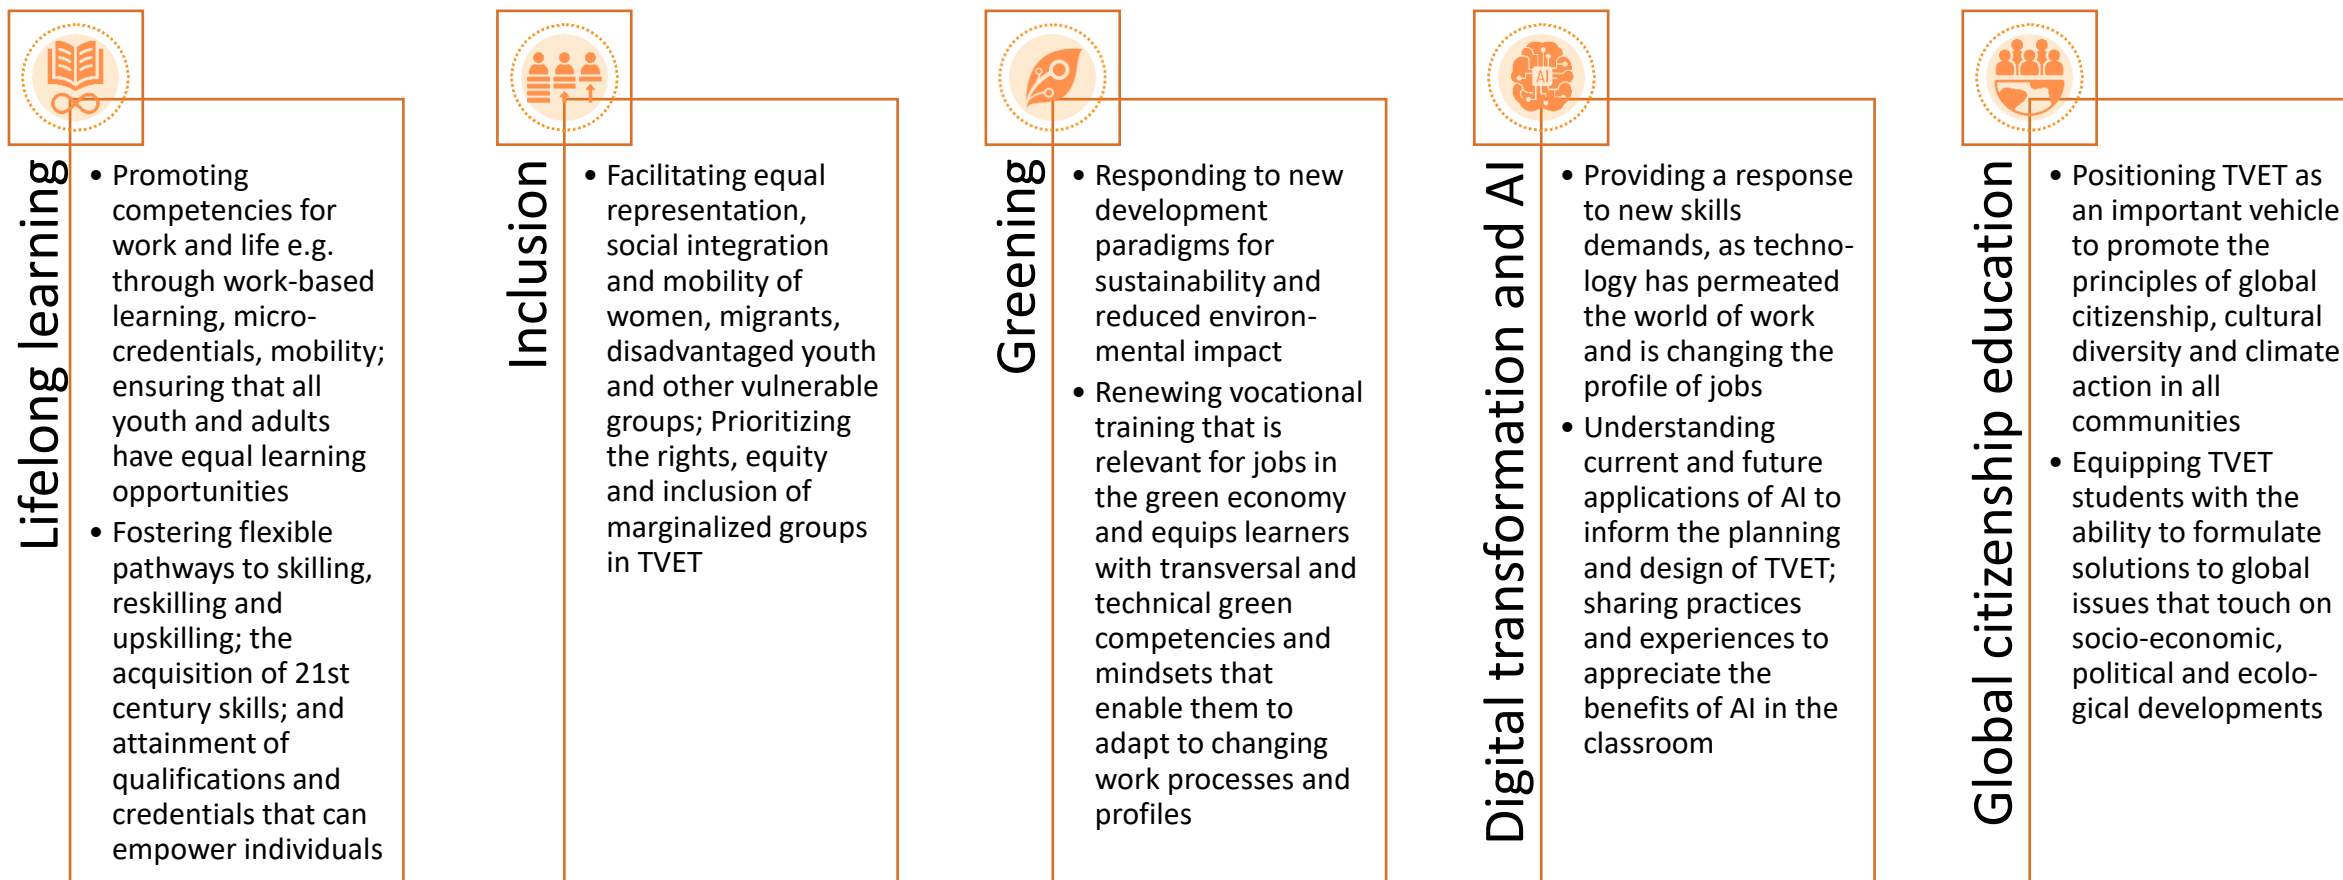 Lifelong learning
• Promoting
competencies for
work and life e.g.
through work-based
learning, micro-
credentials, mobility;
ensuring that all
youth and adults
have equal learning
opportunities
• Fostering flexible
pathways to skilling,
reskilling and
upskilling; the
acquisition of 21st
century skills; and
attainment of
qualifications and
credentials that can
empower individuals
Inclusion
• Facilitating equal
representation,
social integration
and mobility of
women, migrants,
disadvantaged youth
and other vulnerable
groups; Prioritizing
the rights, equity
and inclusion of
marginalized groups
in TVET
Greening
• Responding to new
development
paradigms for
sustainability and
reduced environ-
mental impact
• Renewing vocational
training that is
relevant for jobs in
the green economy
and equips learners
with transversal and
technical green
competencies and
mindsets that
enable them to
adapt to changing
work processes and
profiles
AI
Digital transformation and AI
• Providing a response
to new skills
demands, as techno-
logy has permeated
the world of work
and is changing the
profile of jobs
• Understanding
current and future
applications of AI to
inform the planning
and design of TVET;
sharing practices
and experiences to
appreciate the
benefits of AI in the
classroom
Global citizenship education
• Positioning TVET as
an important vehicle
to promote the
principles of global
citizenship, cultural
diversity and climate
action in all
communities
• Equipping TVET
students with the
ability to formulate
solutions to global
issues that touch on
socio-economic,
political and ecolo-
gical developments